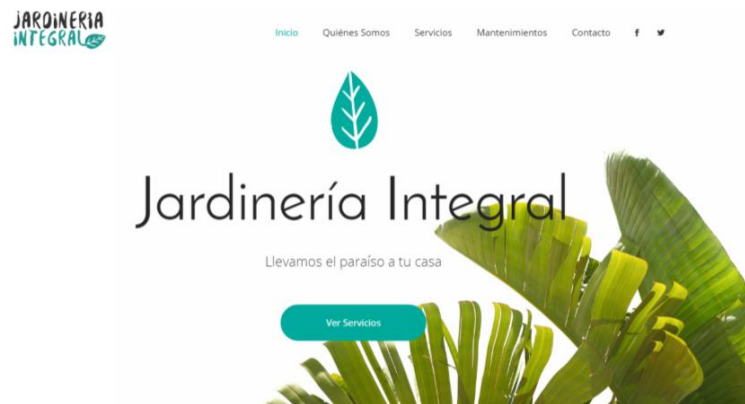 JARDINERIA
INTEGRAL
Inicio Quiénes Somos Servicios Mantenimientos Contacto
Jardinería Integral
Llevamos el paraíso a tu casa
Ver Servicios